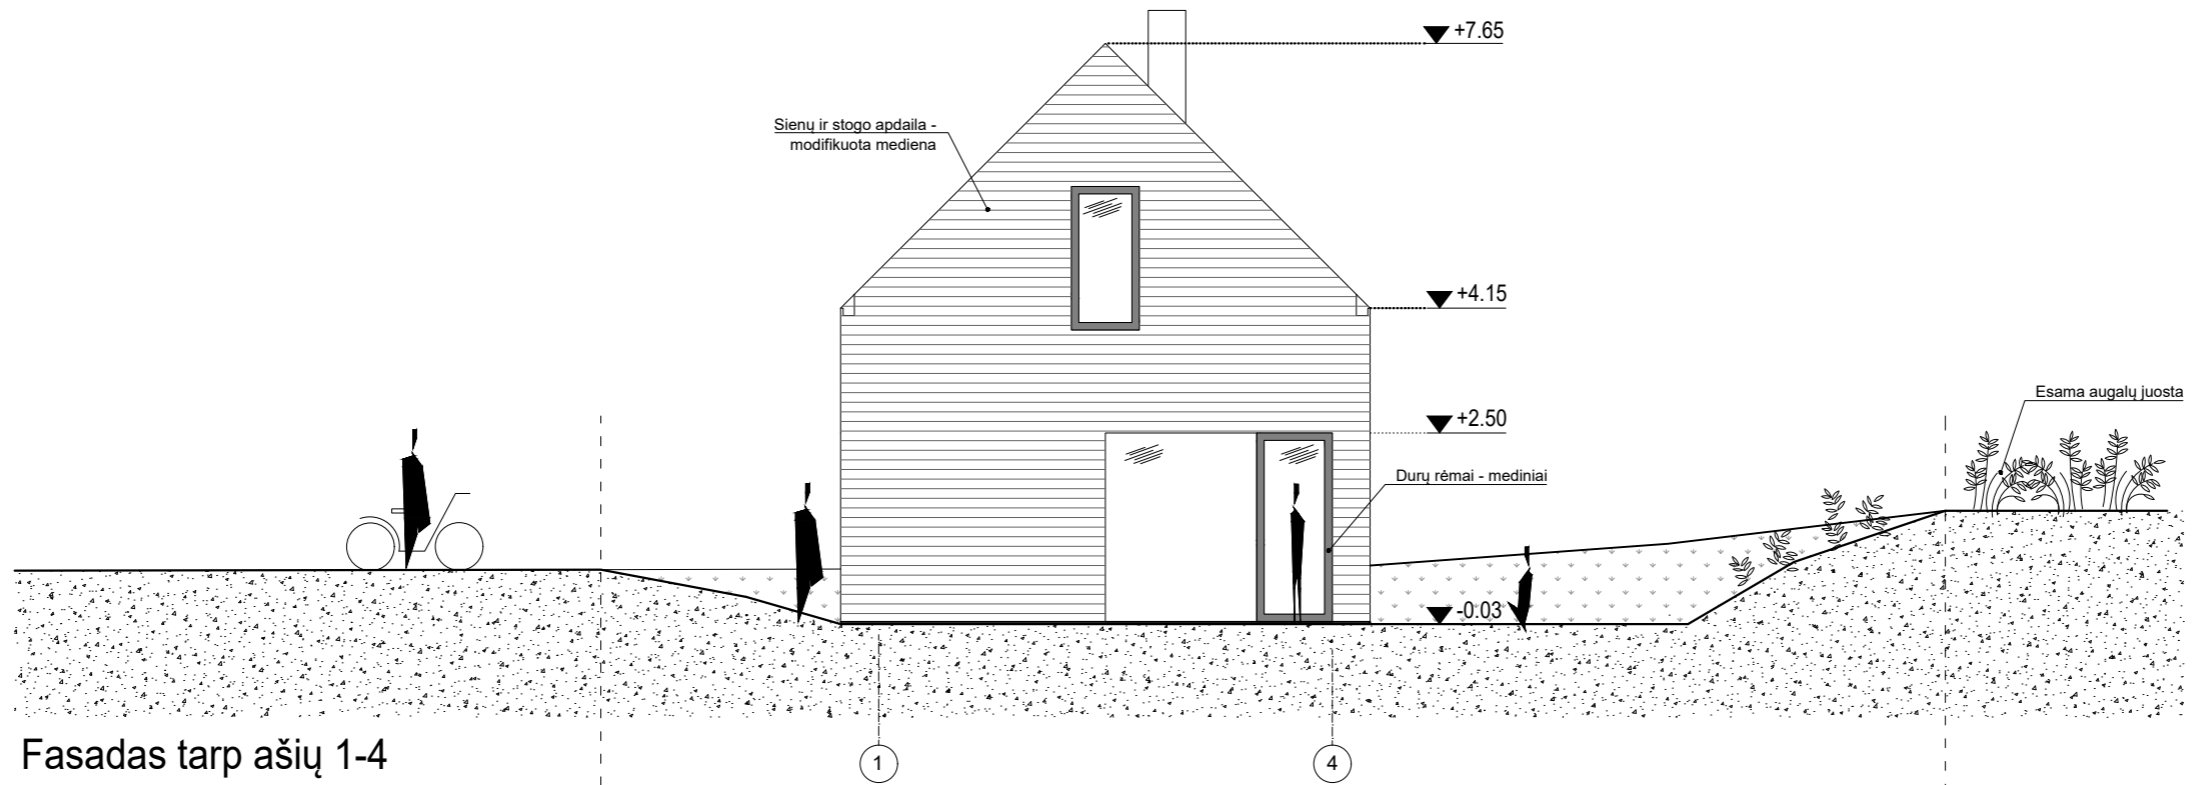 +7.65
Sienų ir stogo apdaila -
modifikuota mediena
+4.15
Esama augalų juosta
+2.50
Durų rėmai - mediniai
-0.03
Fasadas tarp ašių 1-4
1
4